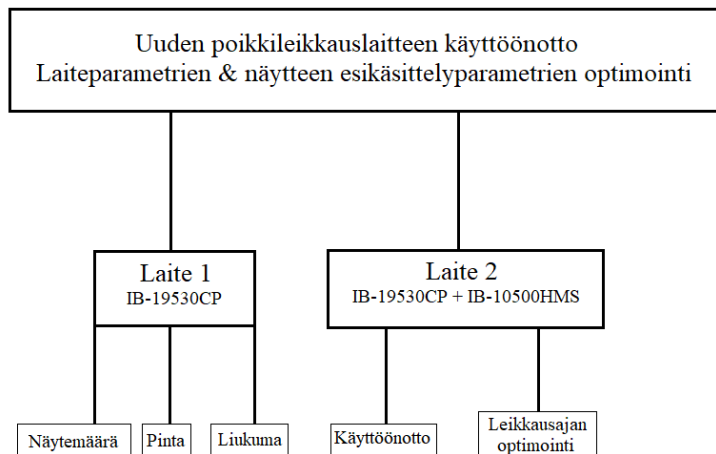 Uuden poikkileikkauslaitteen käyttöönotto
Laiteparametrien & näytteen esikäsittelyparametrien optimointi
Laite 1
IB-19530CP
Laite 2
IB-19530CP + IB-10500HMS
Näytemäärä
Pinta
Liukuma
Käyttöönotto
Leikkausajan
optimointi